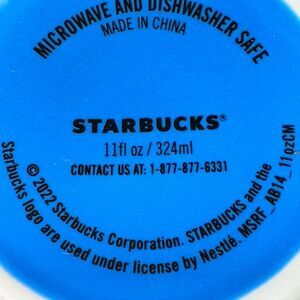 MICROWAVE AND DISHWASHER SAFE
MADE IN CHINA
STARBUCKS®
11fl oz / 324ml
CONTACT US AT: 1-877-877-6331
© 2022 Starbucks Corporation. STARBUCKS and the
Starbucks logo are used under license by Nestlé. MSRF_AB14_11ozCM